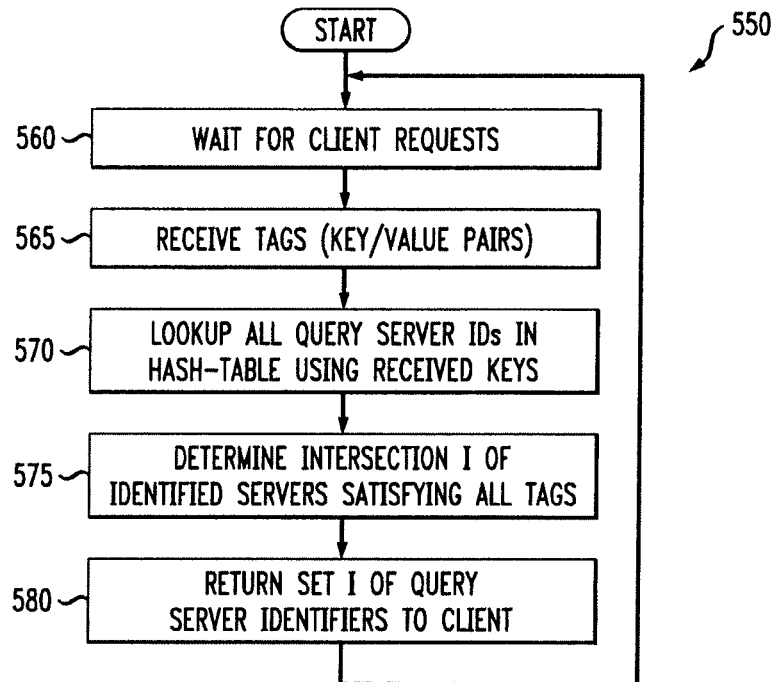 START
550
560
WAIT FOR CLIENT REQUESTS
565
RECEIVE TAGS (KEY/VALUE PAIRS)
570
LOOKUP ALL QUERY SERVER IDs IN
HASH-TABLE USING RECEIVED KEYS
575
DETERMINE INTERSECTION I OF
IDENTIFIED SERVERS SATISFYING ALL TAGS
580
RETURN SET I OF QUERY
SERVER IDENTIFIERS TO CLIENT